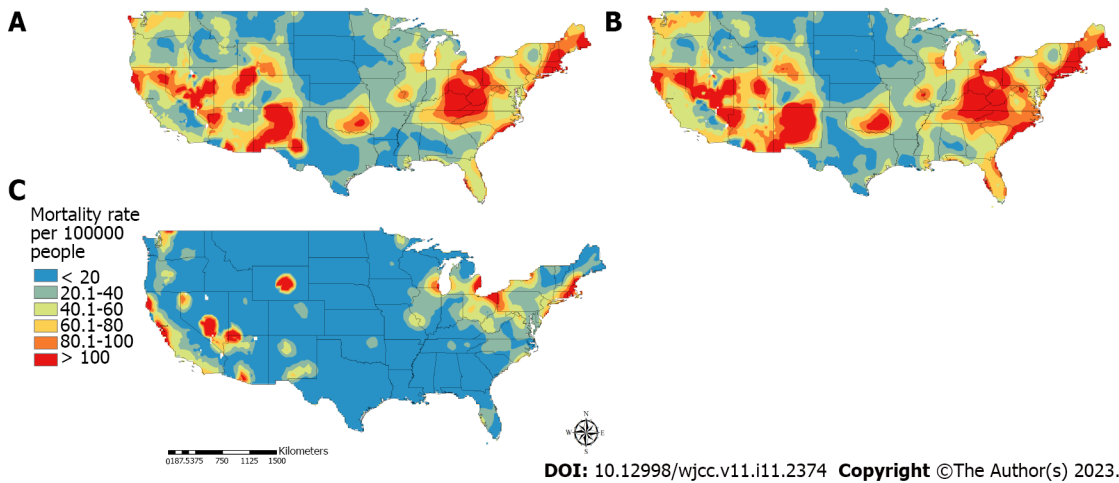 A
B
C
Mortality rate
per 100000
people
< 20
20.1-40
40.1-60
60.1-80
80.1-100
> 100
Kilometers
0187.5375 750 1125 1500
N
W E
S
DOI: 10.12998/wjcc.v11.i11.2374 Copyright ©The Author(s) 2023.